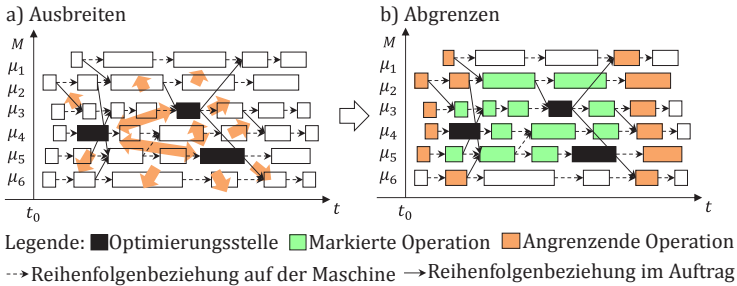 a) Ausbreiten
b) Abgrenzen
M
M
μ1
μ1
μ2
μ2
μ3
μ3
μ4
μ4
μ5
μ5
μ6
μ6
t0
t
t0
t
Legende: Optimierungsstelle Markierte Operation Angrenzende Operation
Reihenfolgenbeziehung auf der Maschine Reihenfolgenbeziehung im Auftrag